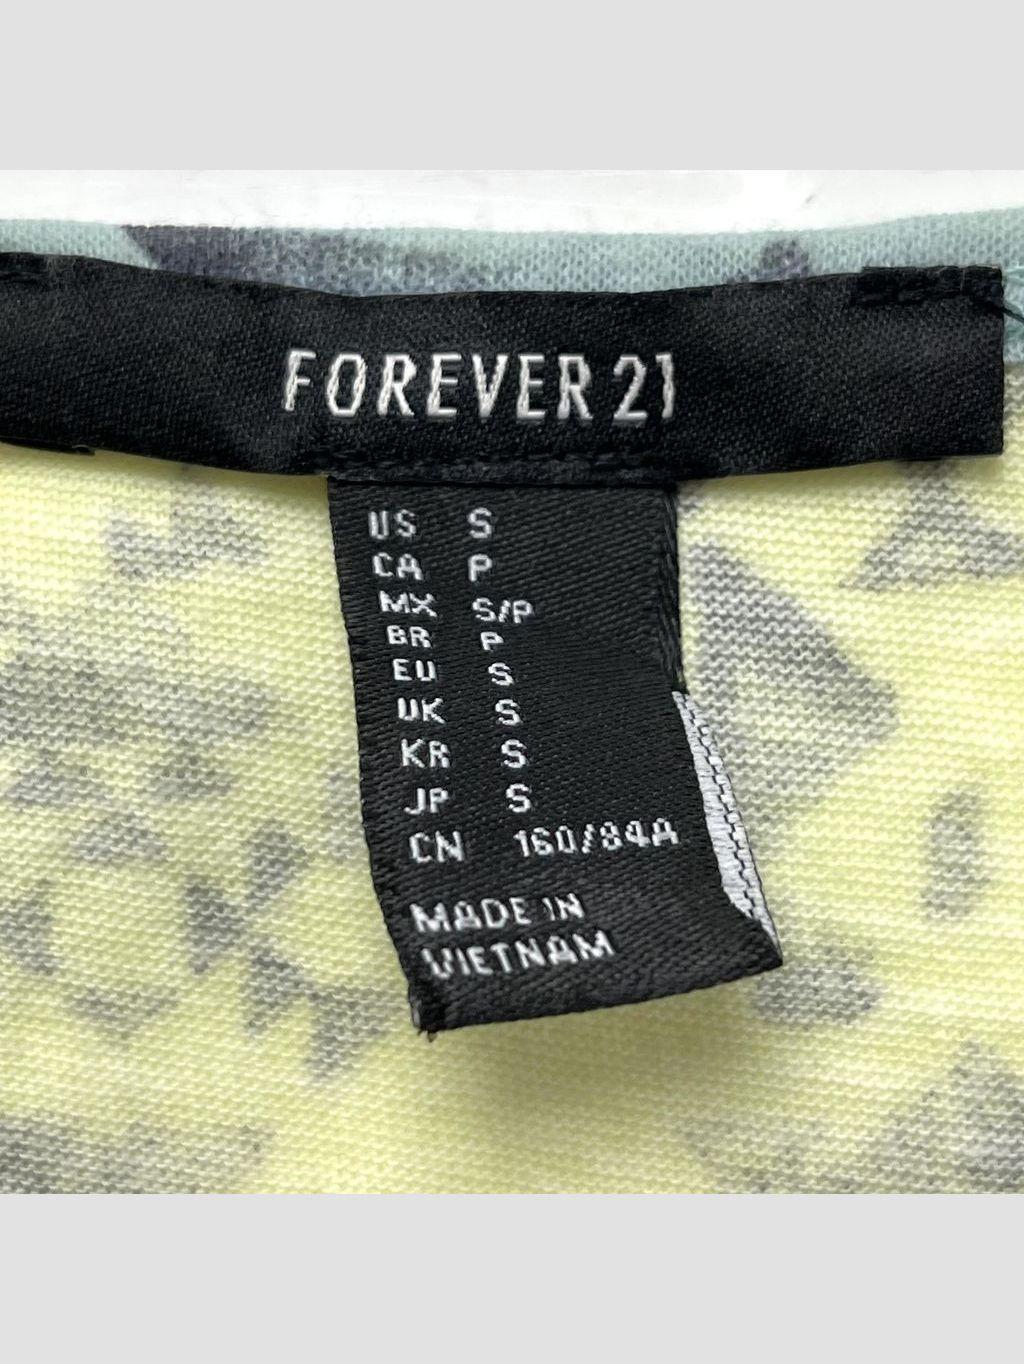 FOREVER 21
US S
CA P
MX S/P
BR P
EU S
UK S
KR S
JP S
CN 160/84A
MADE IN
VIETNAM